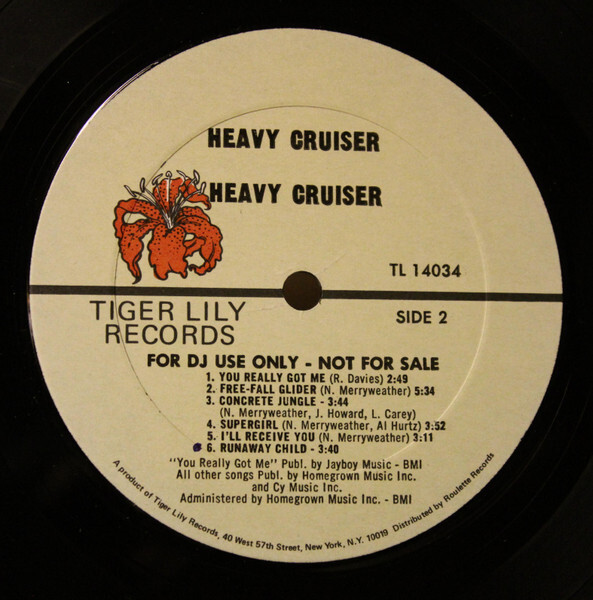 HEAVY CRUISER
HEAVY CRUISER
TL 14034
TIGER LILY
RECORDS
SIDE 2
FOR DJ USE ONLY - NOT FOR SALE
1. YOU REALLY GOT ME (R. Davies) 2:49
2. FREE-FALL GLIDER (N. Merryweather) 5:34
3. CONCRETE JUNGLE - 3:44
(N. Merryweather, J. Howard, L. Carey)
4. SUPERGIRL (N. Merryweather, Al Hurtz) 3:52
5. I'LL RECEIVE YOU (N. Merryweather) 3:11
6. RUNAWAY CHILD - 3:40
"You Really Got Me" Publ. by Jayboy Music - BMI
All other songs Publ. by Homegrown Music Inc.
and Cy Music Inc.
Administered by Homegrown Music Inc. - BMI
A product of Tiger Lily Records, 40 West 57th Street, New York, N.Y. 10019 Distributed by Roulette Records